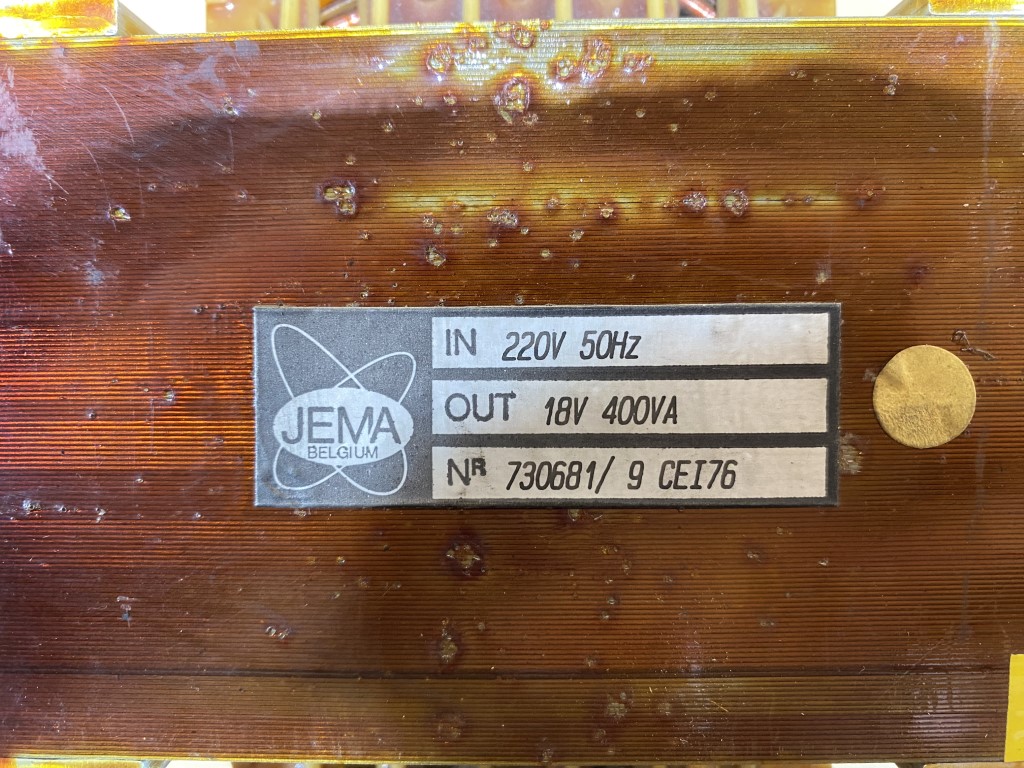 JEMA
BELGIUM
IN 220V 50Hz
OUT 18V 400VA
NR 730681/ 9 CEI76